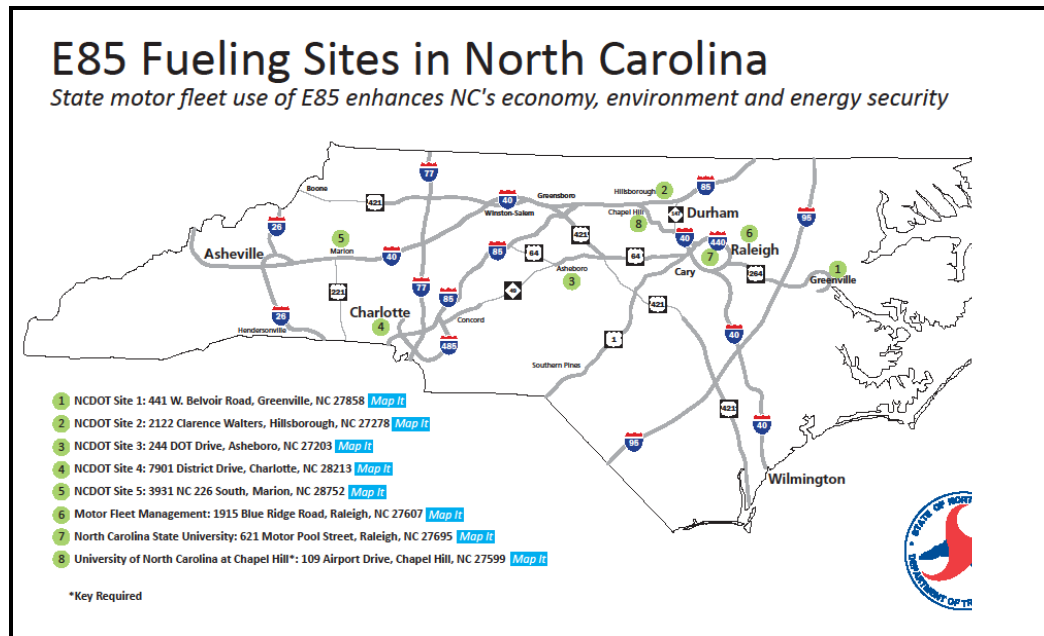 E85 Fueling Sites in North Carolina
State motor fleet use of E85 enhances NC's economy, environment and energy security
77
Boone
421
40
Winston-Salem
Greensboro
Hillsborough
2
85
Chapel Hill
8
147
Durham
95
26
Asheville
5
Marion
40
85
64
421
Asheboro
3
64
40
440
6
Raleigh
7
Cary
264
1
Greenville
221
77
85
49
Charlotte
4
Concord
485
26
Hendersonville
421
1
40
Southern Pines
421
95
40
Wilmington
1 NCDOT Site 1: 441 W. Belvoir Road, Greenville, NC 27858 Map It
2 NCDOT Site 2: 2122 Clarence Walters, Hillsborough, NC 27278 Map It
3 NCDOT Site 3: 244 DOT Drive, Asheboro, NC 27203 Map It
4 NCDOT Site 4: 7901 District Drive, Charlotte, NC 28213 Map It
5 NCDOT Site 5: 3931 NC 226 South, Marion, NC 28752 Map It
6 Motor Fleet Management: 1915 Blue Ridge Road, Raleigh, NC 27607 Map It
7 North Carolina State University: 621 Motor Pool Street, Raleigh, NC 27695 Map It
8 University of North Carolina at Chapel Hill*: 109 Airport Drive, Chapel Hill, NC 27599 Map It
*Key Required
STATE OF NORT
DEPARTMENT OF TR